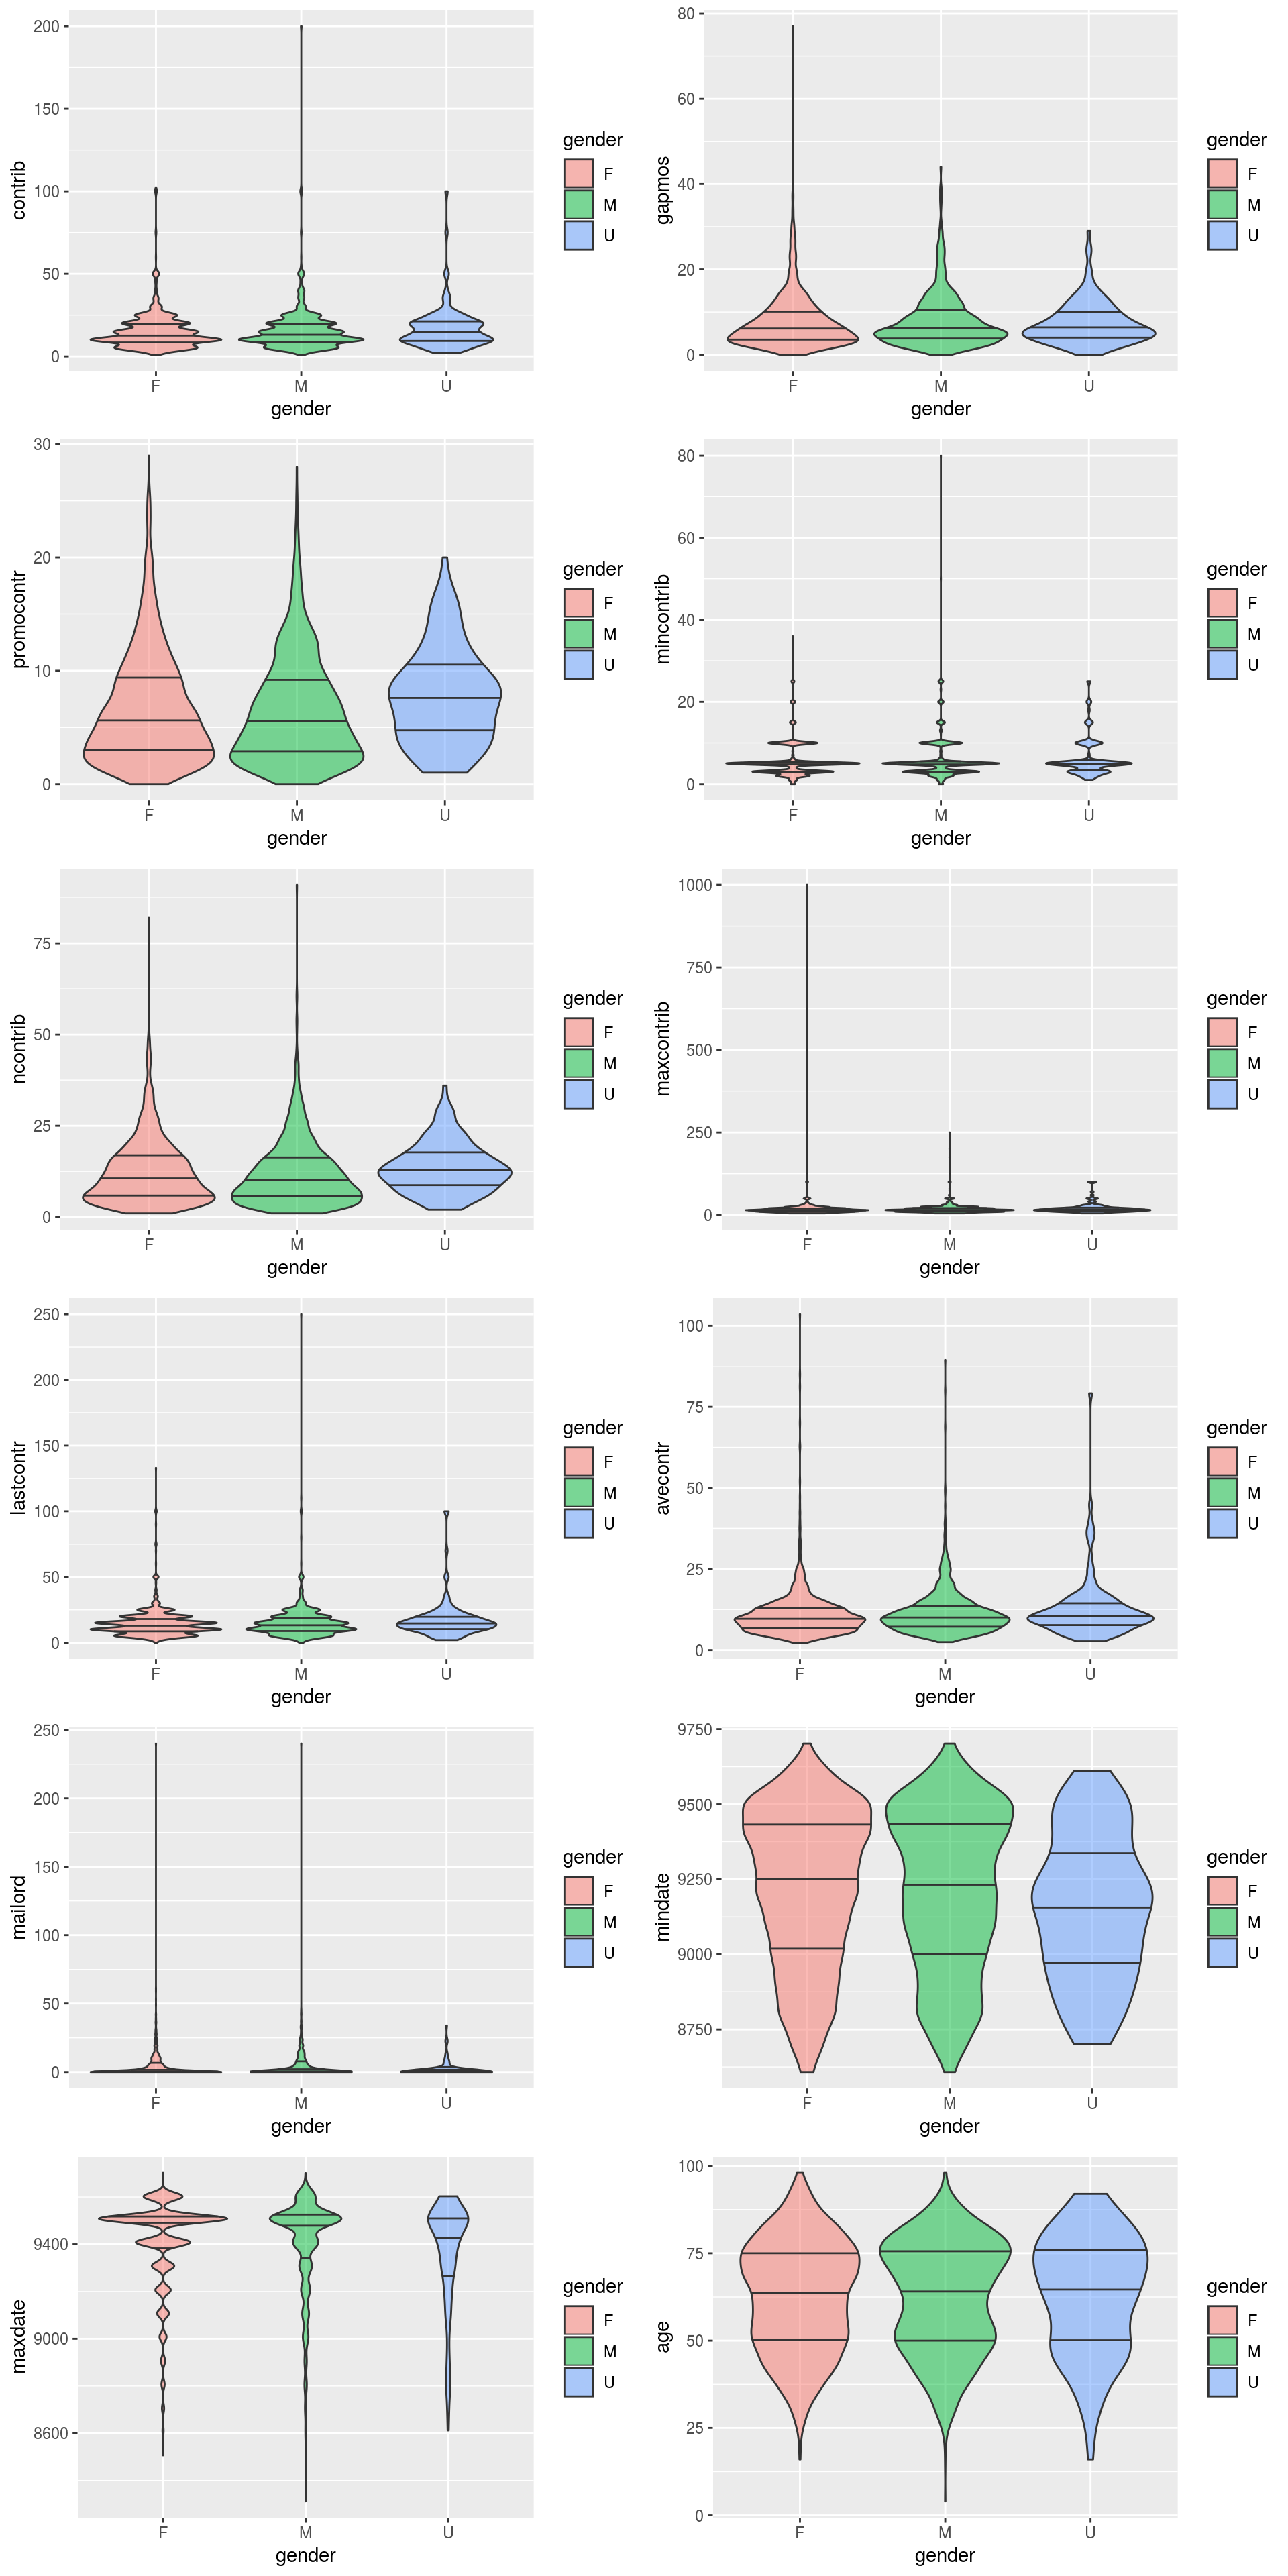 contrib
200
150
100
50
0
F M U
gender
gender
F
M
U
gapmos
80
60
40
20
0
F M U
gender
gender
F
M
U
promocontr
30
20
10
0
F M U
gender
gender
F
M
U
mincontrib
80
60
40
20
0
F M U
gender
gender
F
M
U
ncontrib
75
50
25
0
F M U
gender
gender
F
M
U
maxcontrib
1000
750
500
250
0
F M U
gender
gender
F
M
U
lastcontr
250
200
150
100
50
0
F M U
gender
gender
F
M
U
avecontr
100
75
50
25
0
F M U
gender
gender
F
M
U
mailord
250
200
150
100
50
0
F M U
gender
gender
F
M
U
mindate
9750
9500
9250
9000
8750
F M U
gender
gender
F
M
U
maxdate
9400
9000
8600
F M U
gender
gender
F
M
U
age
100
75
50
25
0
F M U
gender
gender
F
M
U